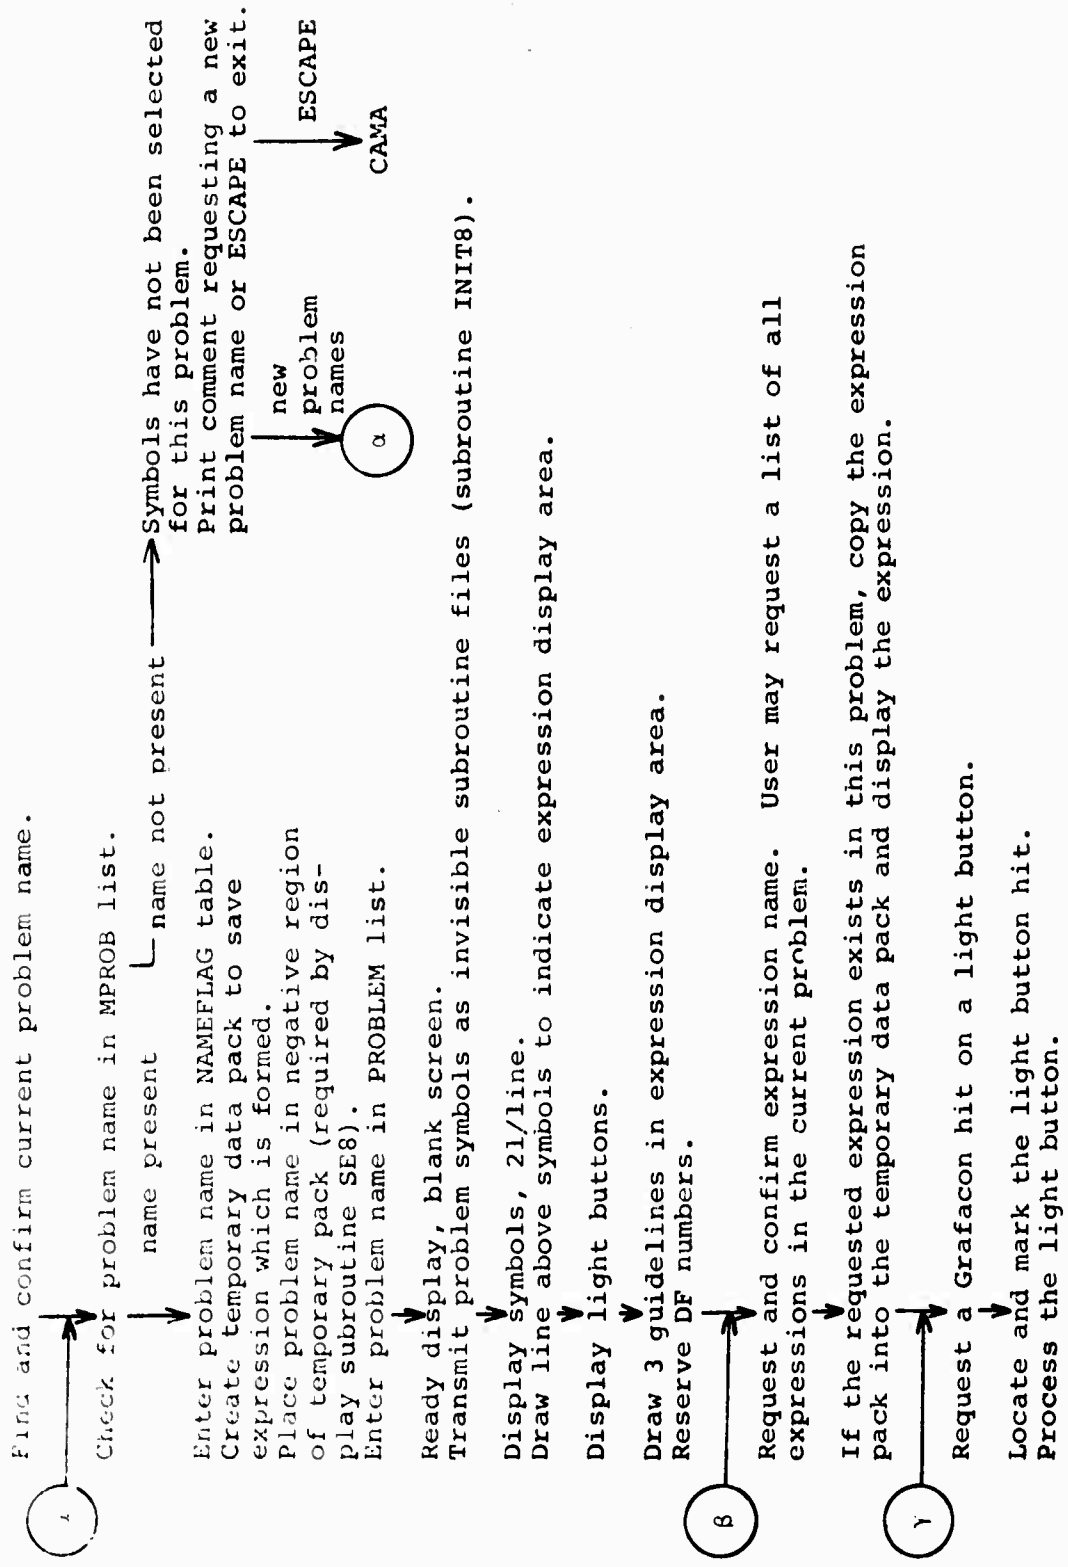 Find and confirm current problem name.
Check for problem name in MPROB list.
name present
name not present
Symbols have not been selected
for this problem.
Print comment requesting a new
problem name or ESCAPE to exit.
new
problem
names
ESCAPE
α
CAMA
Enter problem name in NAMEFLAG table.
Create temporary data pack to save
expression which is formed.
Place problem name in negative region
of temporary pack (required by dis-
play subroutine SE8).
Enter problem name in PROBLEM list.
Ready display, blank screen.
Transmit problem symbols as invisible subroutine files (subroutine INIT8).
Display symbols, 21/line.
Draw line above symbols to indicate expression display area.
Display light buttons.
Draw 3 guidelines in expression display area.
Reserve DF numbers.
β
Request and confirm expression name. User may request a list of all
expressions in the current problem.
If the requested expression exists in this problem, copy the expression
pack into the temporary data pack and display the expression.
γ
Request a Grafacon hit on a light button.
Locate and mark the light button hit.
Process the light button.